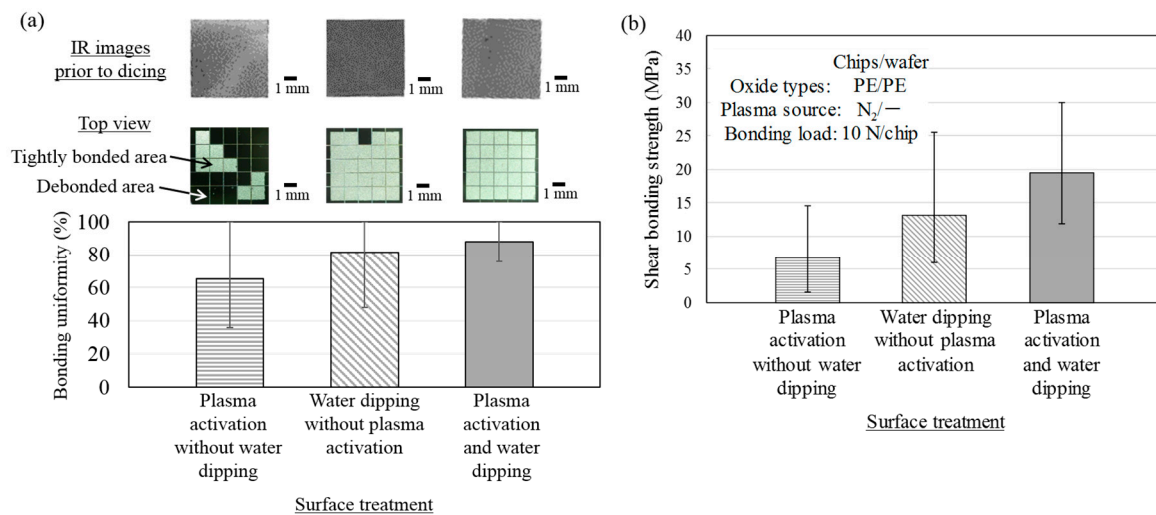 (a)
IR images
prior to dicing
1 mm
1 mm
1 mm
Top view
Tightly bonded area
Debonded area
1 mm
1 mm
1 mm
Bonding uniformity (%)
100
80
60
40
20
0
Plasma
activation
without water
dipping
Water dipping
without plasma
activation
Plasma
activation
and water
dipping
Surface treatment
(b)
Shear bonding strength (MPa)
40
35
30
25
20
15
10
5
0
Chips/wafer
Oxide types: PE/PE
Plasma source: N₂/—
Bonding load: 10 N/chip
Plasma
activation
without water
dipping
Water dipping
without plasma
activation
Plasma
activation
and water
dipping
Surface treatment